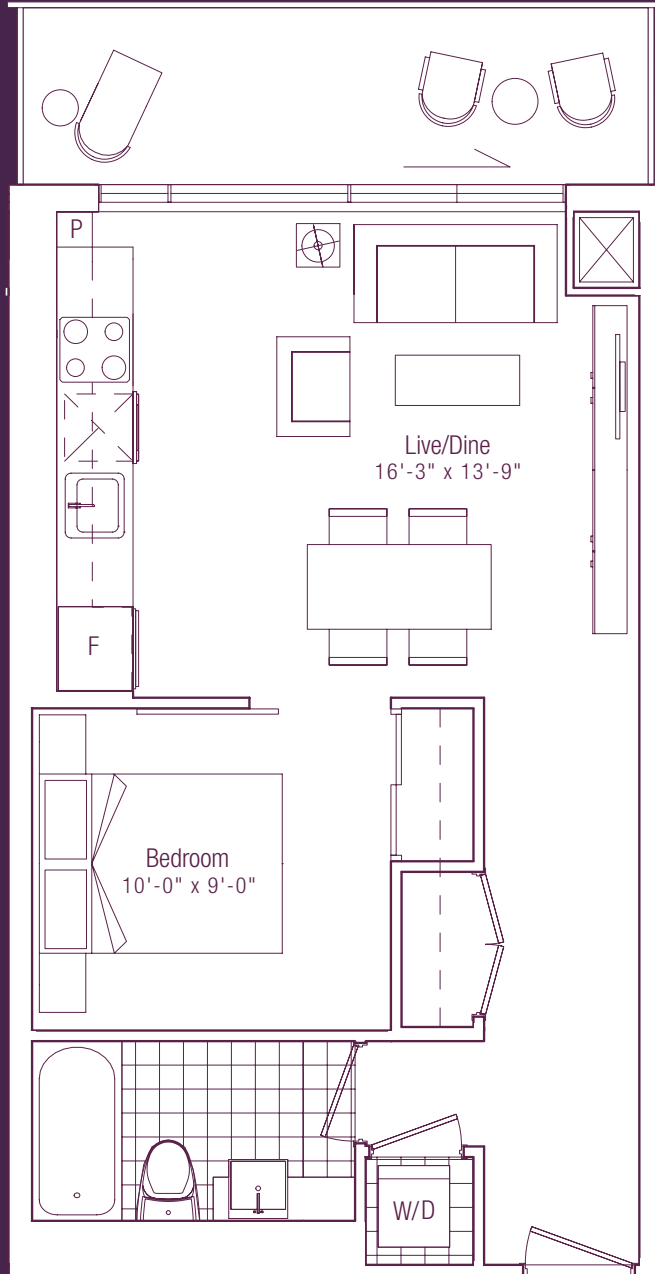 P
Live/Dine
16'-3" x 13'-9"
F
Bedroom
10'-0" x 9'-0"
W/D